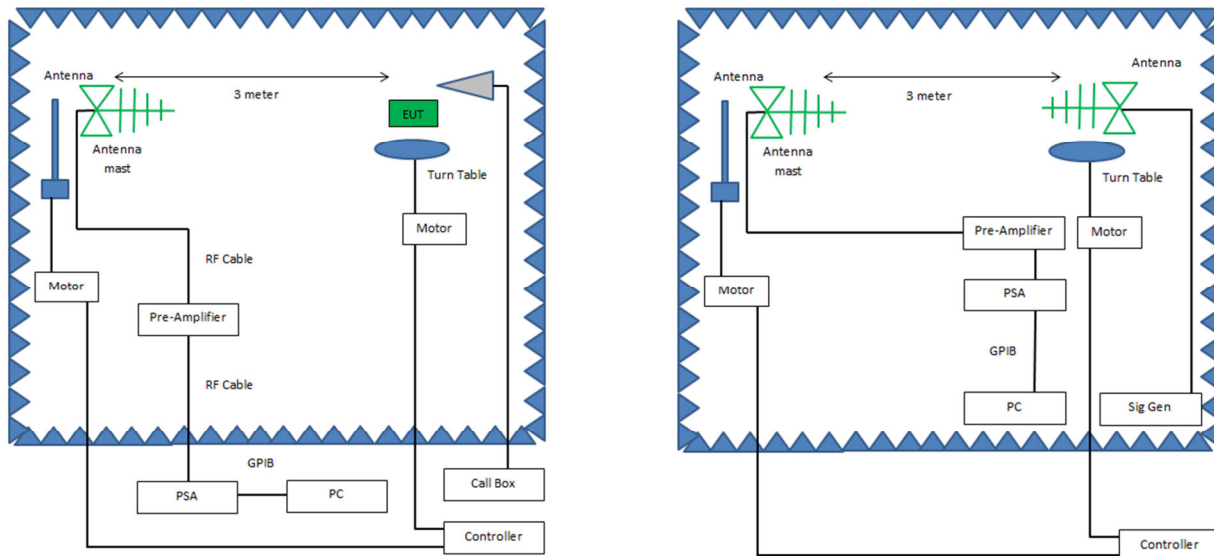 Antenna
3 meter
EUT
Antenna
mast
Turn Table
Motor
RF Cable
Motor
Pre-Amplifier
RF Cable
GPIB
PSA
PC
Call Box
Controller
Antenna
Antenna
3 meter
Antenna
mast
Turn Table
Pre-Amplifier
Motor
Motor
PSA
GPIB
PC
Sig Gen
Controller